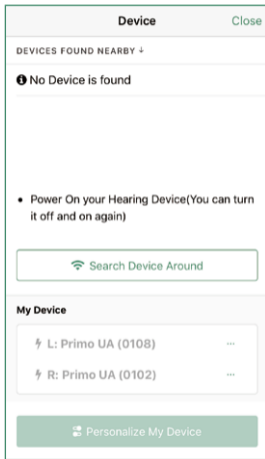 Device Close
DEVICES FOUND NEARBY ↓
No Device is found
• Power On your Hearing Device(You can turn
it off and on again)
Search Device Around
My Device
L: Primo UA (0108) ...
R: Primo UA (0102) ...
Personalize My Device